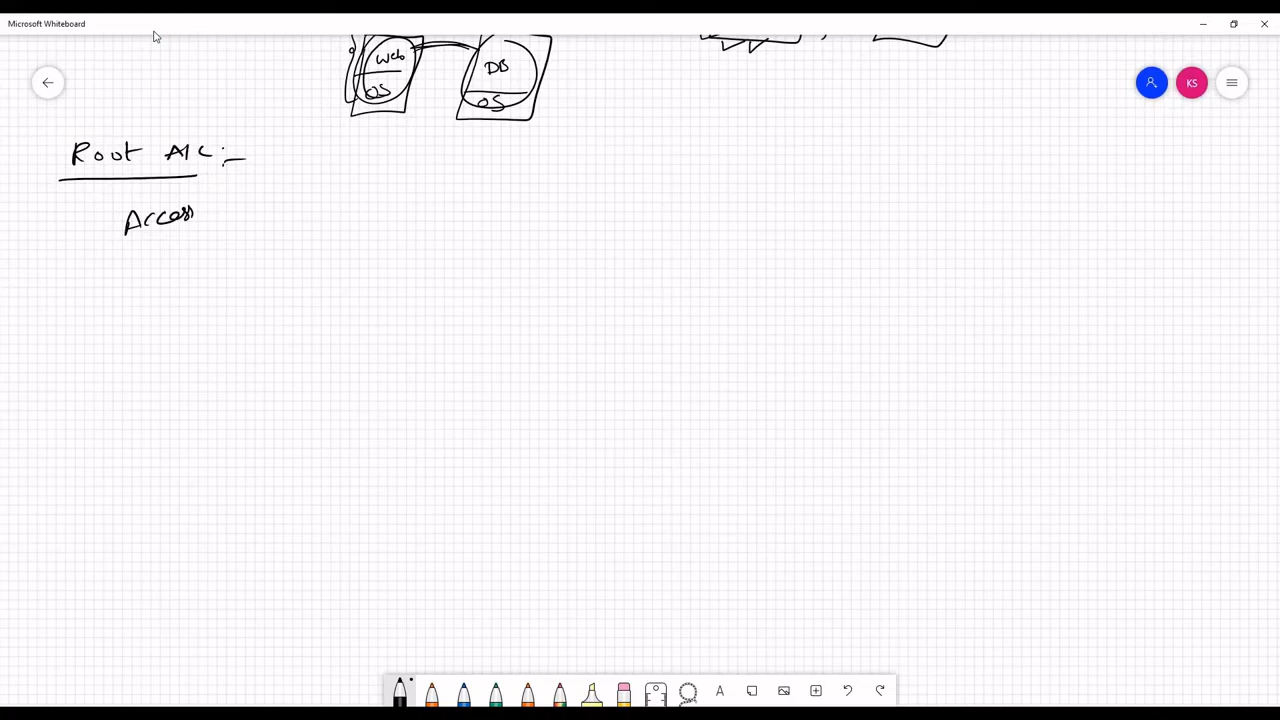 Microsoft Whiteboard
Web
OS
DB
OS
KS
Root A/C :-
Access
A